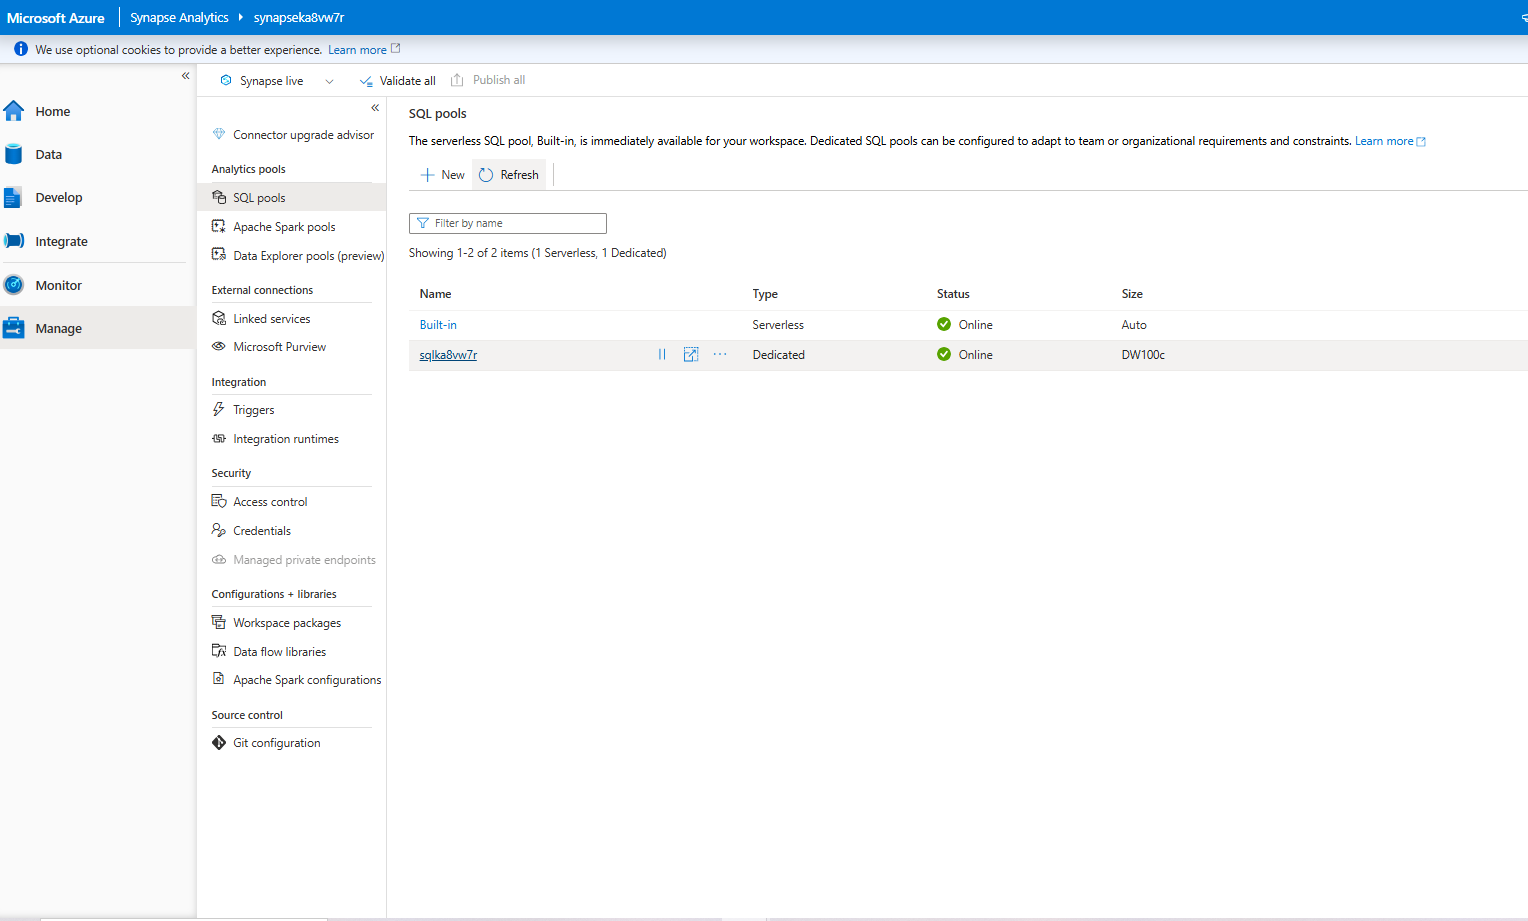 Microsoft Azure
Synapse Analytics
synapseka8vw7r
We use optional cookies to provide a better experience. Learn more
Synapse live
Validate all
Publish all
Home
Data
Develop
Integrate
Monitor
Manage
Connector upgrade advisor
Analytics pools
SQL pools
Apache Spark pools
Data Explorer pools (preview)
External connections
Linked services
Microsoft Purview
Integration
Triggers
Integration runtimes
Security
Access control
Credentials
Managed private endpoints
Configurations + libraries
Workspace packages
Data flow libraries
Apache Spark configurations
Source control
Git configuration
SQL pools
The serverless SQL pool, Built-in, is immediately available for your workspace. Dedicated SQL pools can be configured to adapt to team or organizational requirements and constraints. Learn more
New Refresh
Filter by name
Showing 1-2 of 2 items (1 Serverless, 1 Dedicated)
Name Type Status Size
Built-in Serverless Online Auto
sqlka8vw7r Dedicated Online DW100c